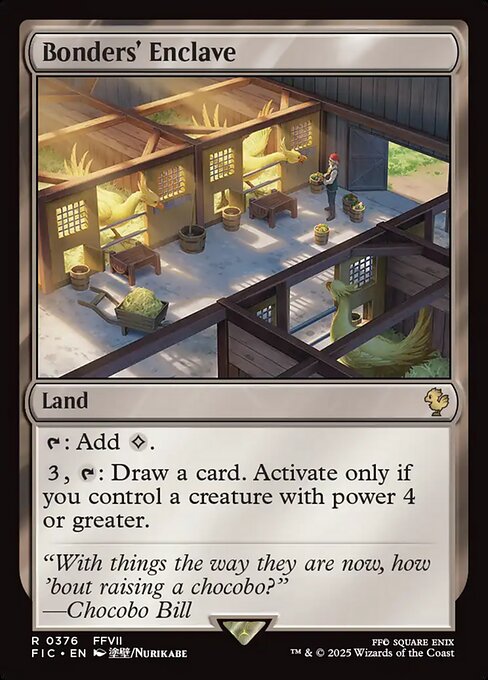 Bonders' Enclave
Land
: Add .
3, : Draw a card. Activate only if
you control a creature with power 4
or greater.
“With things the way they are now, how
'bout raising a chocobo?”
—Chocobo Bill
R 0376 FFVII
FIC • EN 塗壁/NURIKABE
FF© SQUARE ENIX
™ & © 2025 Wizards of the Coast